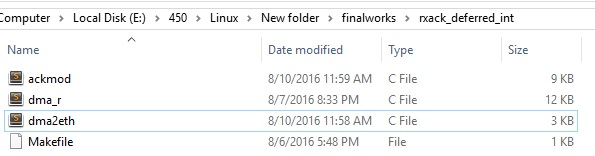 Computer › Local Disk (E:) › 450 › Linux › New folder › finalworks › rxack_deferred_int
Name Date modified Type Size
ackmod 8/10/2016 11:59 AM C File 9 KB
dma_r 8/7/2016 8:33 PM C File 12 KB
dma2eth 8/10/2016 11:58 AM C File 3 KB
Makefile 8/6/2016 5:48 PM File 1 KB